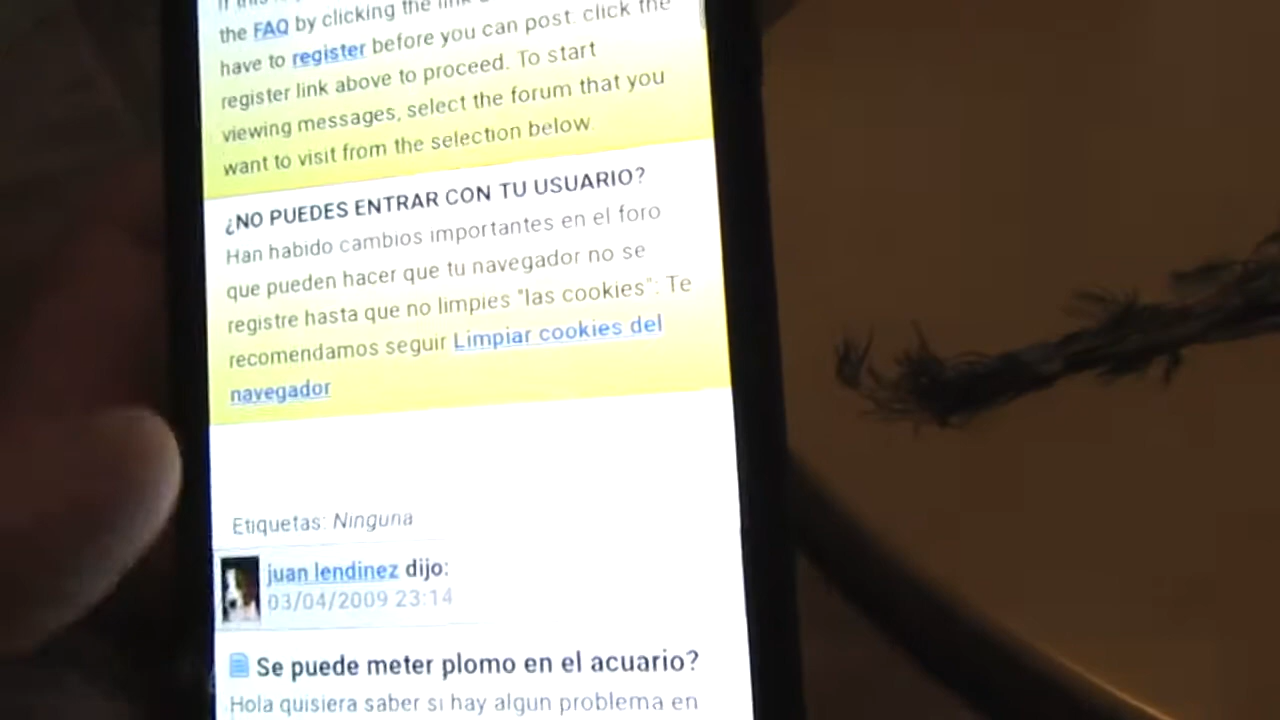 the FAQ by clicking the
have to register before you can post. click the
register link above to proceed. To start
viewing messages, select the forum that you
want to visit from the selection below.
¿NO PUEDES ENTRAR CON TU USUARIO?
Han habido cambios importantes en el foro
que pueden hacer que tu navegador no se
registre hasta que no limpies "las cookies": Te
recomendamos seguir Limpiar cookies del
navegador
Etiquetas: Ninguna
juan lendinez dijo:
03/04/2009 23:14
Se puede meter plomo en el acuario?
Hola quisiera saber si hay algun problema en